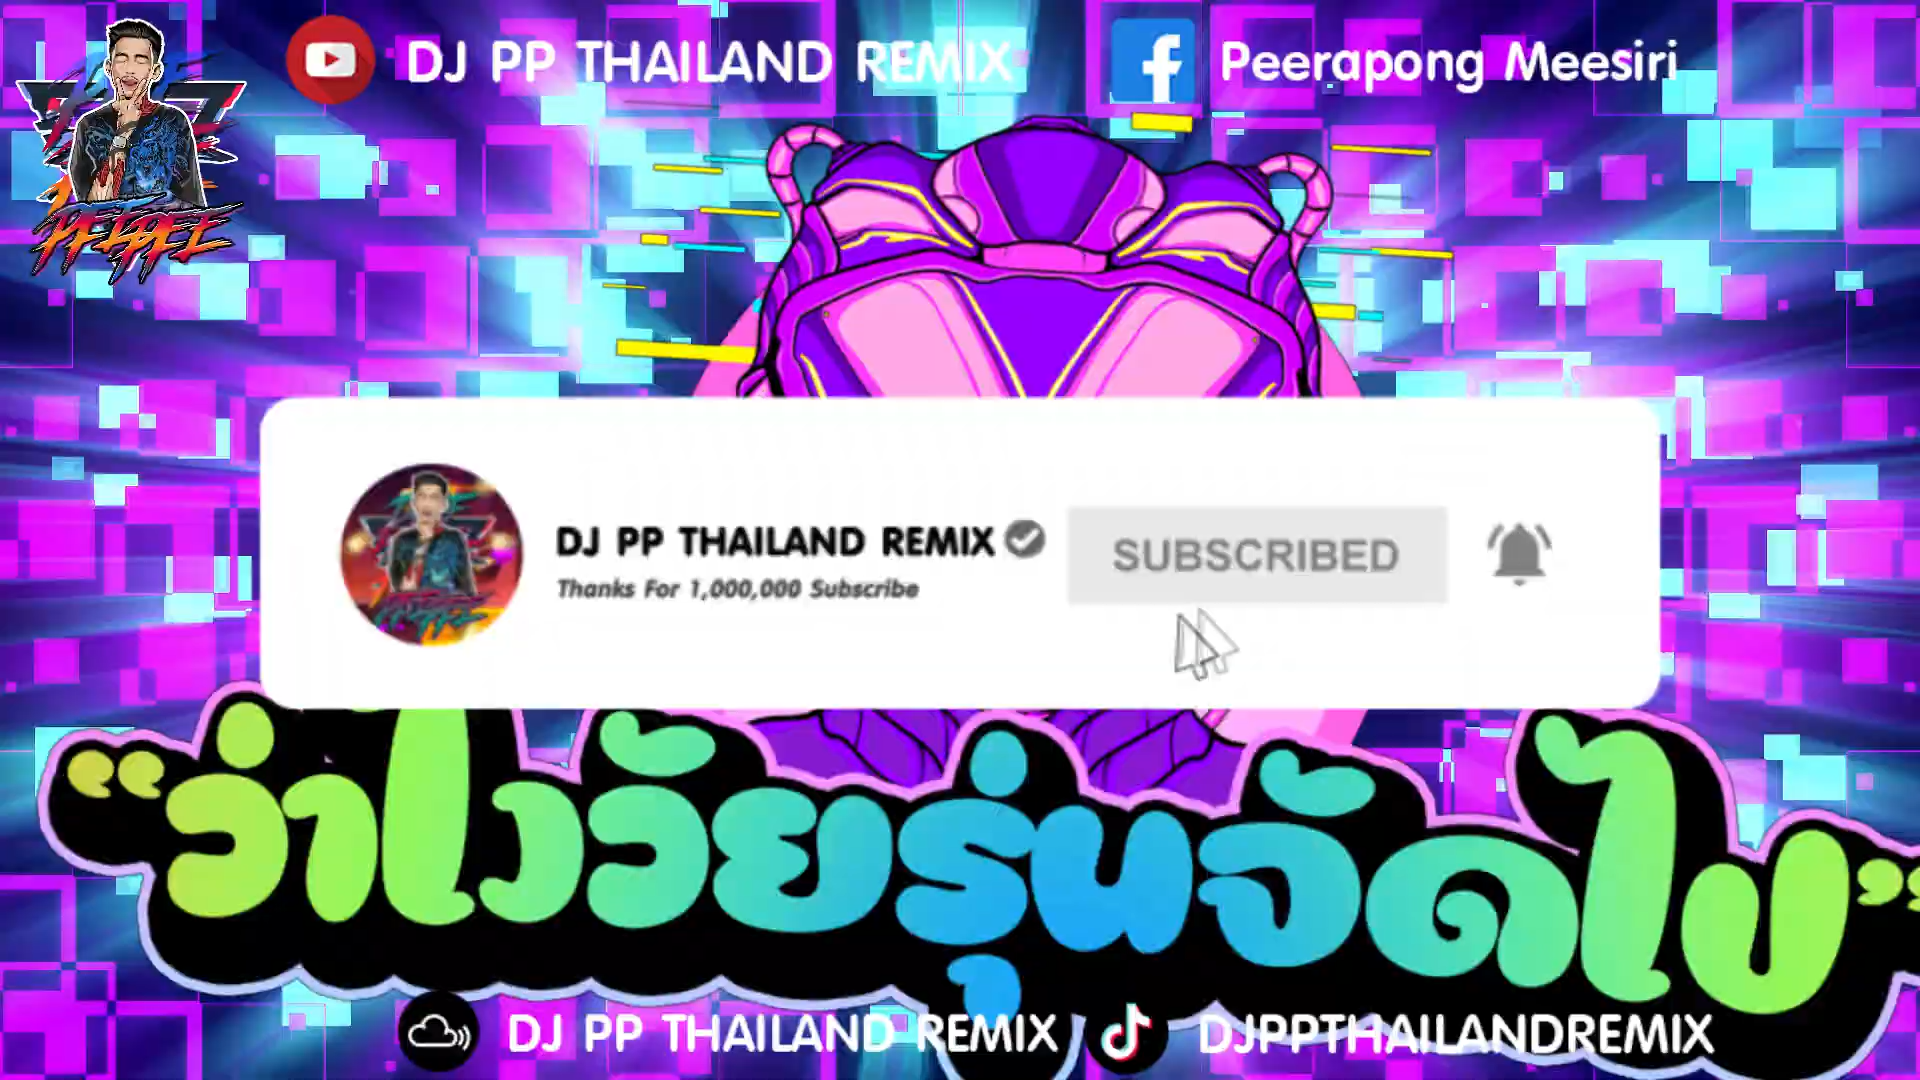 DJ PP THAILAND REMIX
Peerapong Meesiri
PEEPEE
DJ PP THAILAND REMIX
Thanks For 1,000,000 Subscribe
SUBSCRIBED
“ว่าไงวัยรุ่นจัดไป”
DJ PP THAILAND REMIX
DJPPTHAILANDREMIX